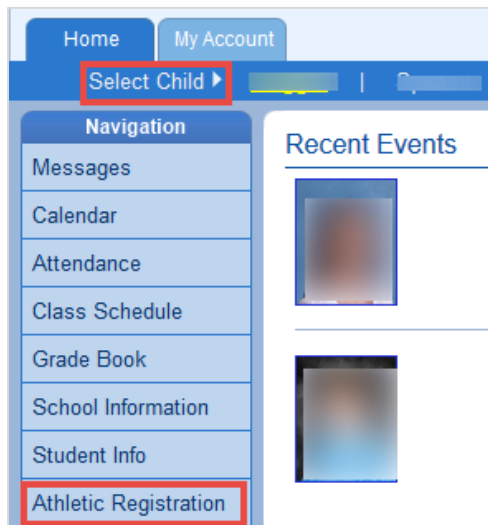 Home
My Account
Select Child ▶ |
Navigation
Messages
Calendar
Attendance
Class Schedule
Grade Book
School Information
Student Info
Athletic Registration
Recent Events